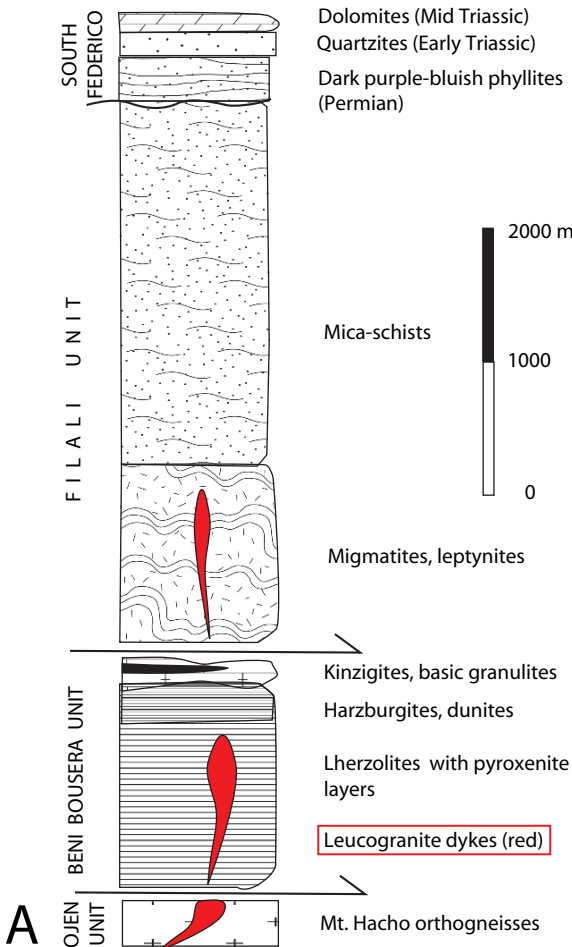 SOUTH
FEDERICO
Dolomites (Mid Triassic)
Quartzites (Early Triassic)
Dark purple-bluish phyllites
(Permian)
2000 m
1000
0
FILALI UNIT
Mica-schists
Migmatites, leptynites
BENI BOUSERA UNIT
Kinzigites, basic granulites
Harzburgites, dunites
Lherzolites with pyroxenite
layers
Leucogranite dykes (red)
A
OJEN
UNIT
Mt. Hacho orthogneisses